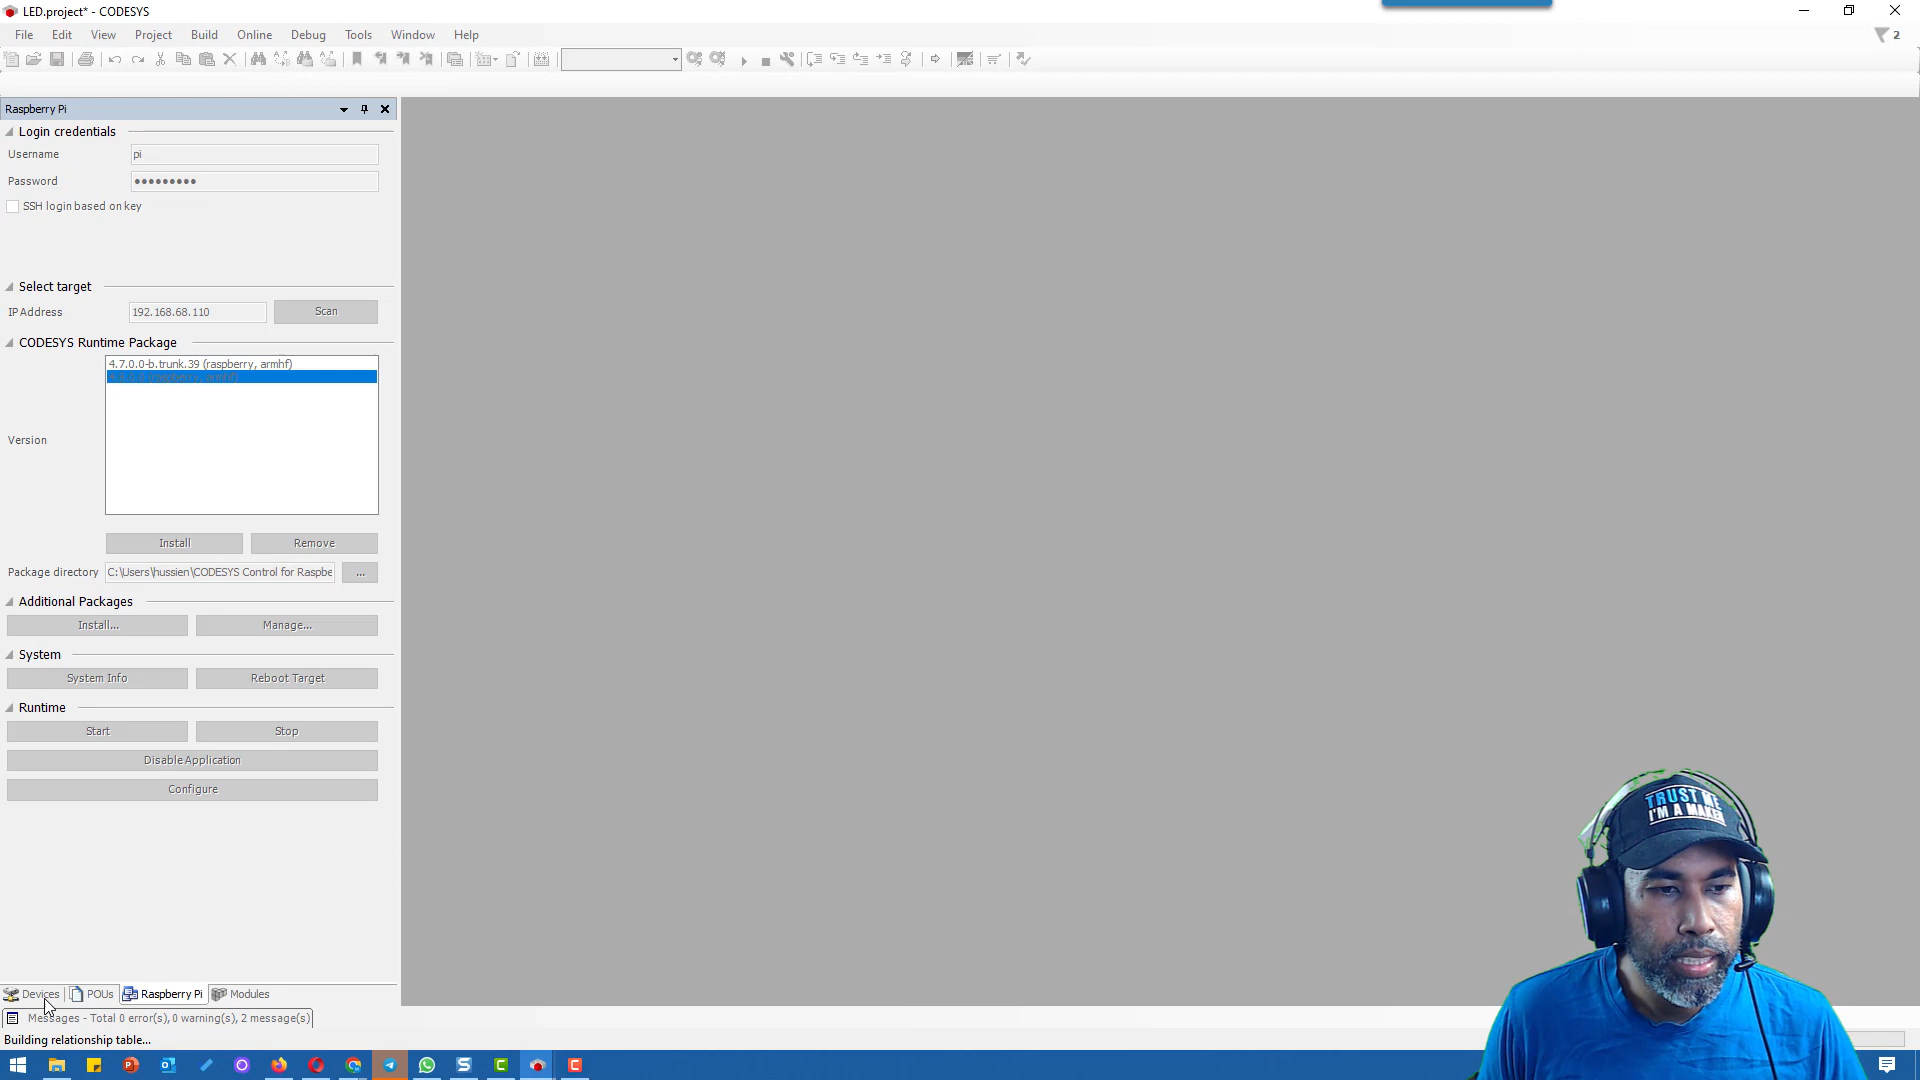 LED.project* - CODESYS
File Edit View Project Build Online Debug Tools Window Help
2
Raspberry Pi
Login credentials
Username pi
Password
SSH login based on key
Select target
IP Address 192.168.68.110 Scan
CODESYS Runtime Package
4.7.0.0-b.trunk.39 (raspberry, armhf)
Version
Install Remove
Package directory C:\Users\hussien\CODESYS Control for Raspbe ...
Additional Packages
Install... Manage...
System
System Info Reboot Target
Runtime
Start Stop
Disable Application
Configure
Devices POUs Raspberry Pi Modules
Messages - Total 0 error(s), 0 warning(s), 2 message(s)
Building relationship table...
TRUST ME
I'M A MAKER